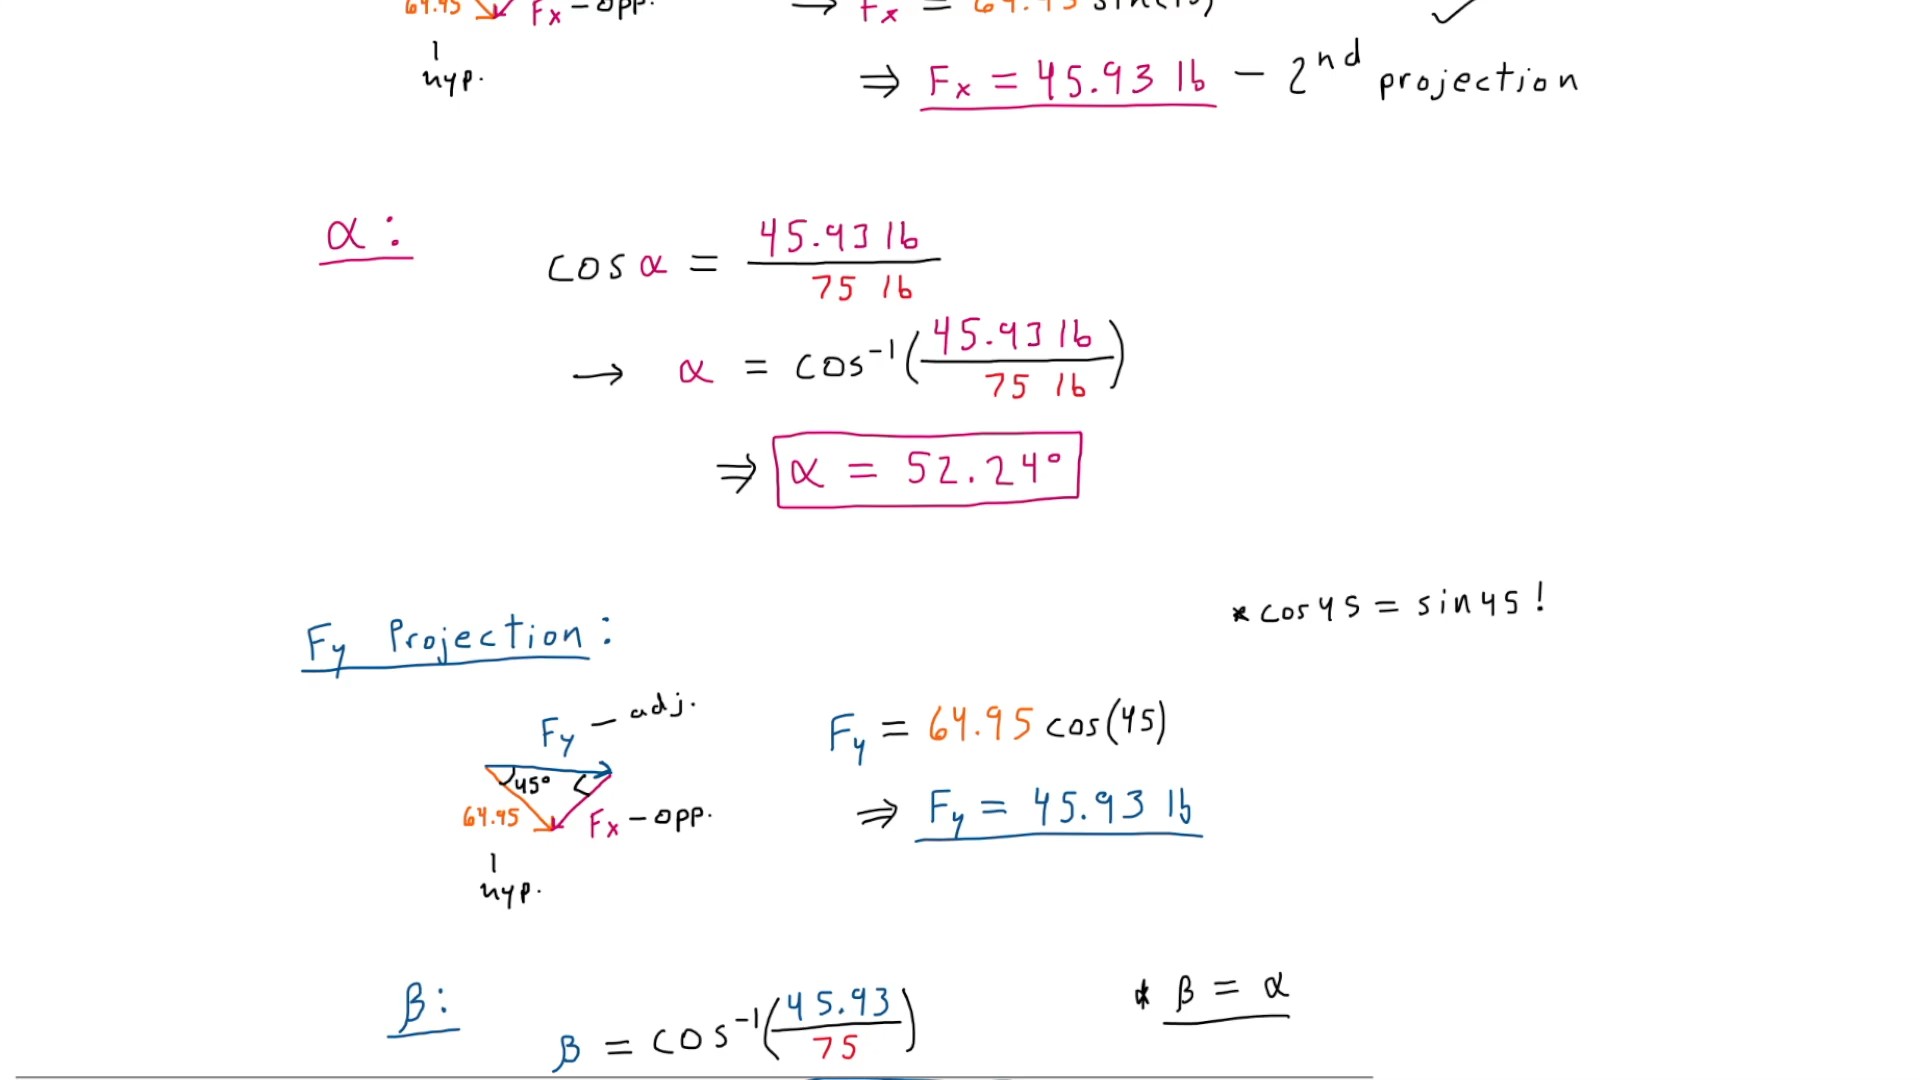 64.95 Fx - opp. → Fx = 64.95 sin(45) ✓
hyp. ⇒ Fx = 45.93 lb - 2nd projection
α: cos α = 45.93 lb / 75 lb
→ α = cos⁻¹(45.93 lb / 75 lb)
⇒ α = 52.24°
* cos 45 = sin 45!
Fy Projection:
Fy - adj. Fy = 64.95 cos(45)
45°
64.95 Fx - opp. ⇒ Fy = 45.93 lb
hyp.
β: β = cos⁻¹(45.93 / 75) * β = α